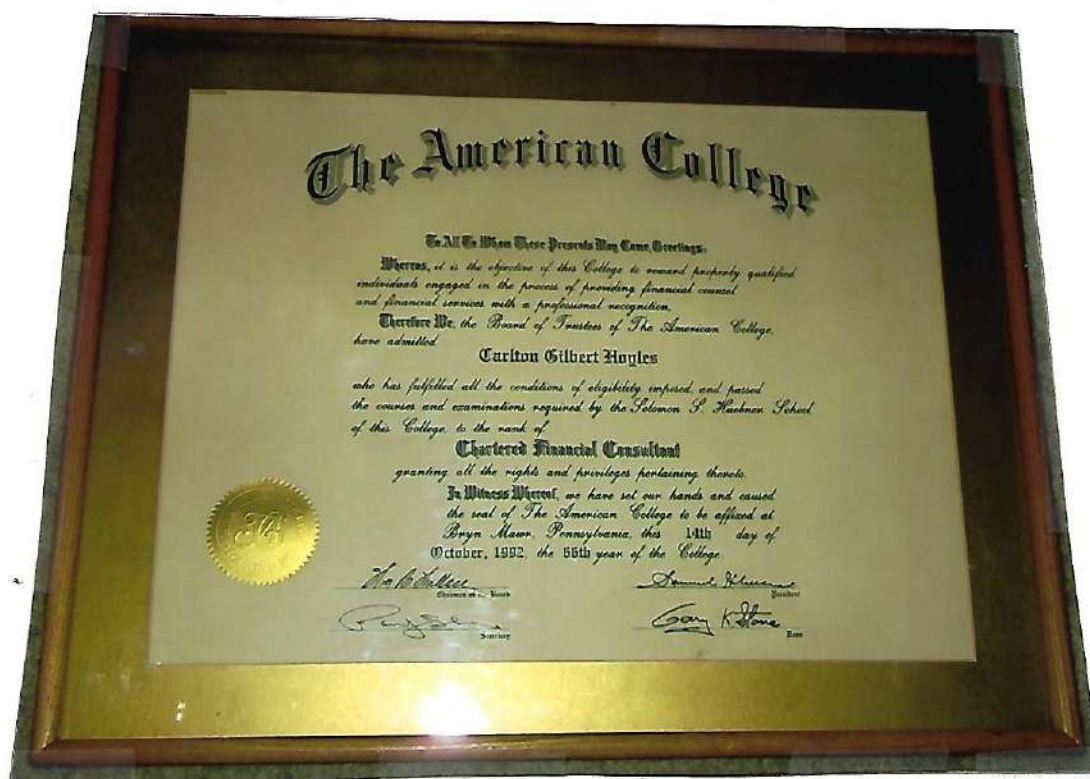 The American College
To All To Whom These Presents May Come, Greetings:
Whereas, it is the objective of this College to reward properly qualified
individuals engaged in the process of providing financial counsel
and financial services with a professional recognition,
Therefore We, the Board of Trustees of The American College,
have admitted
Carlton Gilbert Hoyles
who has fulfilled all the conditions of eligibility imposed, and passed
the courses and examinations required by the Solomon S. Huebner School
of this College, to the rank of
Chartered Financial Consultant
granting all the rights and privileges pertaining thereto.
In Witness Whereof, we have set our hands and caused
the seal of The American College to be affixed at
Bryn Mawr, Pennsylvania, this 14th day of
October, 1992, the 66th year of the College.
Chairman of the Board
President
Gary K Stone
Secretary
Dean